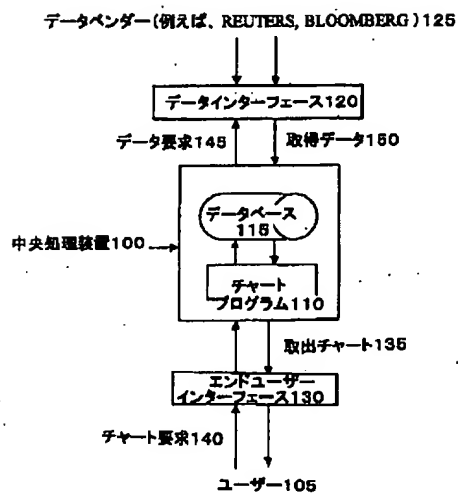 データベンダー(例えば、REUTERS, BLOOMBERG)125
データインターフェース120
データ要求145
取得データ150
データベース
115
中央処理装置100
チャート
プログラム110
取出チャート135
エンドユーザー
インターフェース130
チャート要求140
ユーザー105